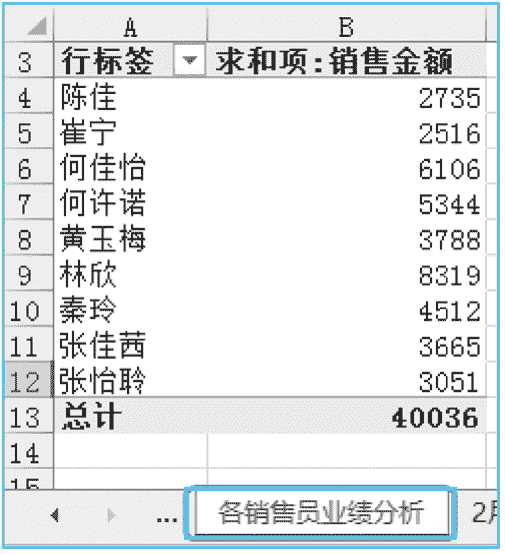 A B
3 行标签 求和项:销售金额
4 陈佳 2735
5 崔宁 2516
6 何佳怡 6106
7 何许诺 5344
8 黄玉梅 3788
9 林欣 8319
10 秦玲 4512
11 张佳茜 3665
12 张怡聆 3051
13 总计 40036
14
... 各销售员业绩分析